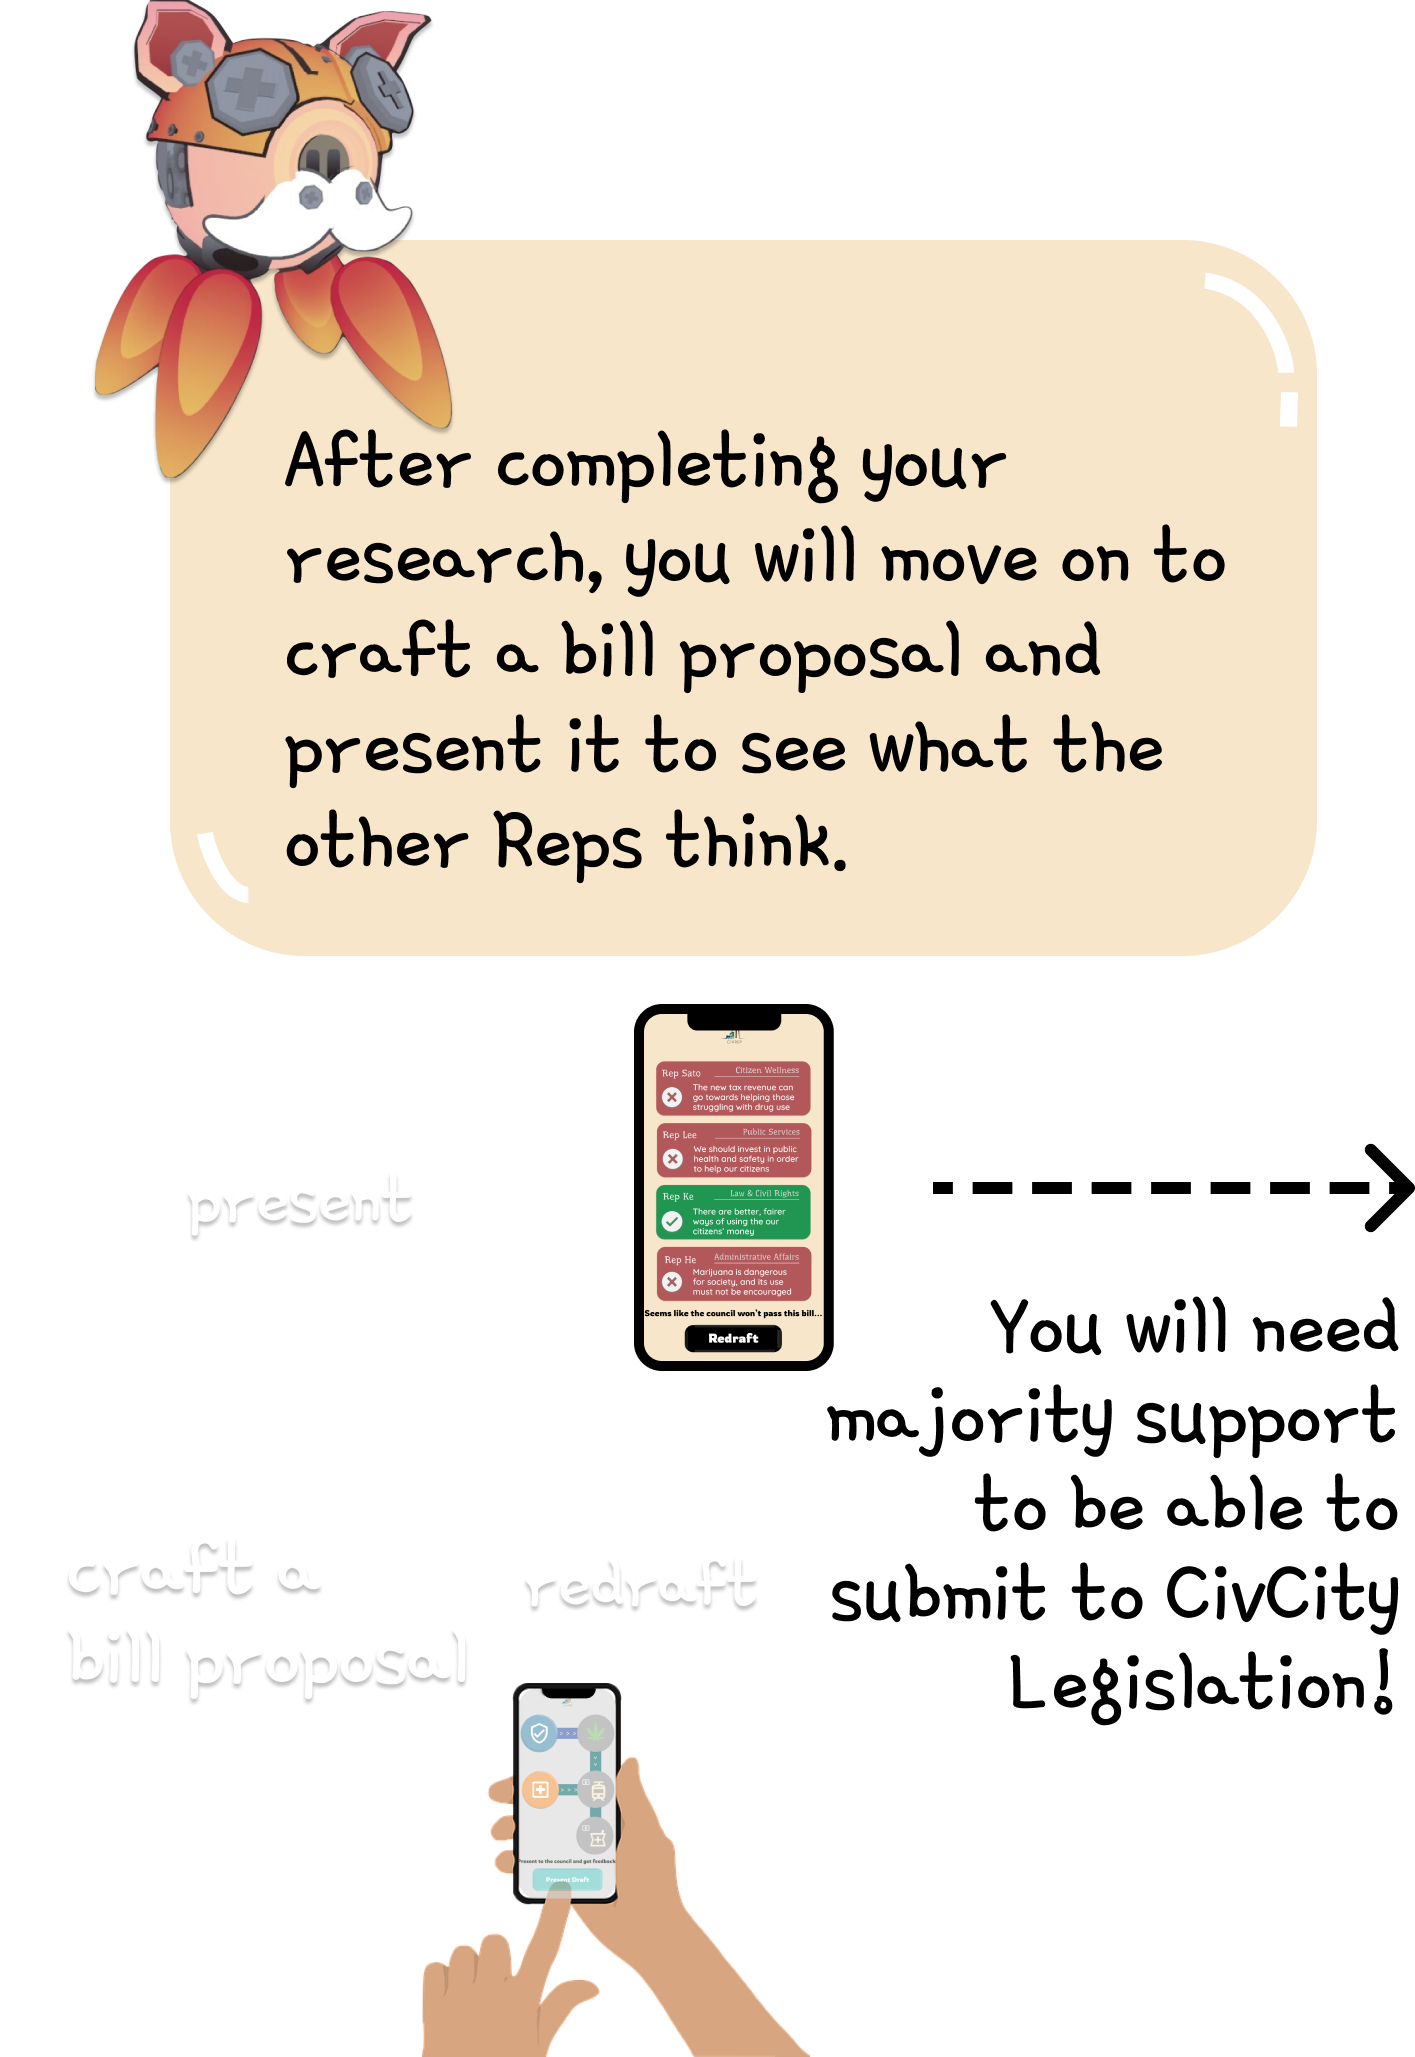 After completing your
research, you will move on to
craft a bill proposal and
present it to see what the
other Reps think.
CIVREP
Rep Sato
Citizen Wellness
The new tax revenue can
go towards helping those
struggling with drug use
Rep Lee
Public Services
We should invest in public
health and safety in order
to help our citizens
Rep Ke
Law & Civil Rights
There are better, fairer
ways of using the our
citizens' money
Rep He
Administrative Affairs
Marijuana is dangerous
for society, and its use
must not be encouraged
Seems like the council won't pass this bill...
Redraft
present
You will need
majority support
to be able to
submit to CivCity
Legislation!
craft a
bill proposal
redraft
Present to the council and get feedback
Present Draft